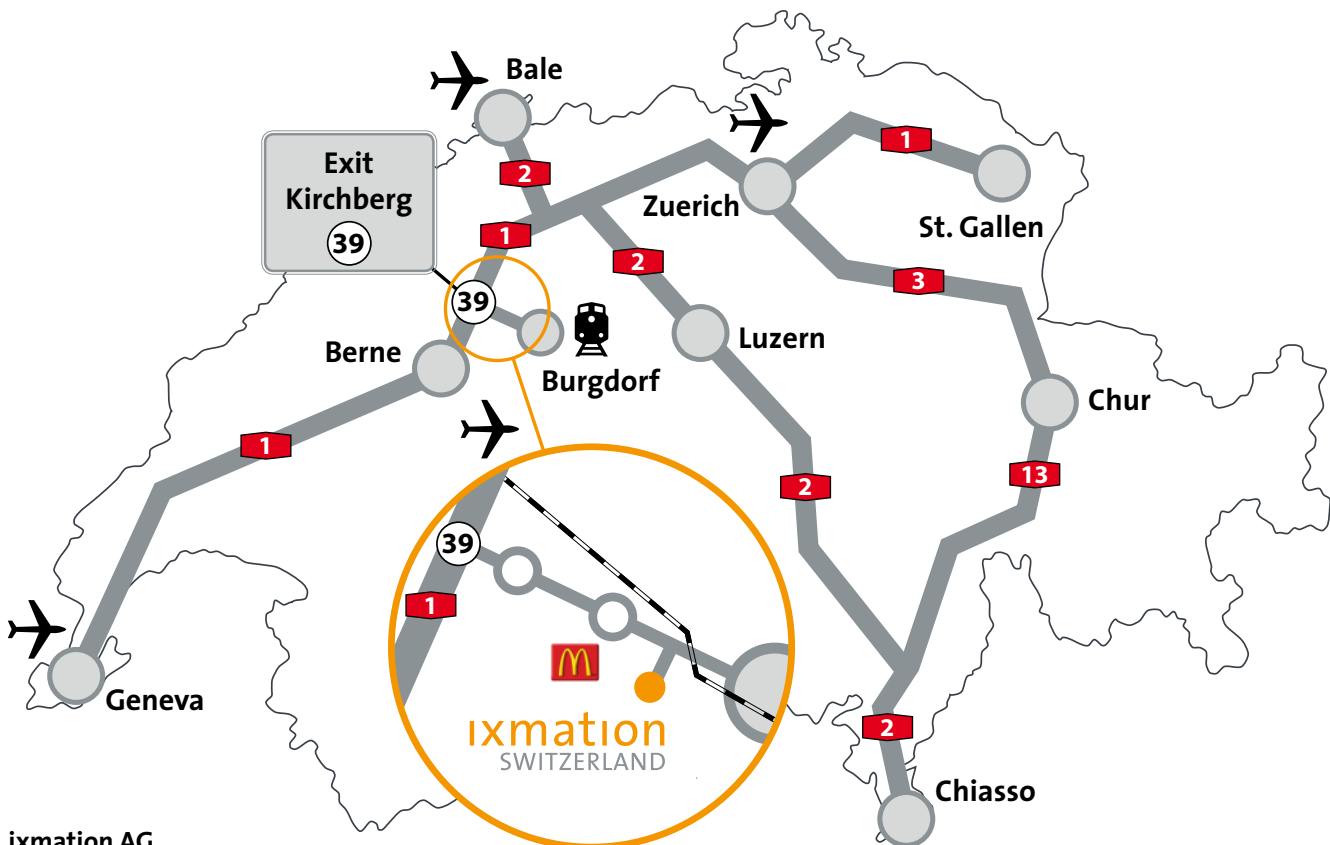 Bale
Exit
Kirchberg
39
2
1
Zuerich
St. Gallen
1
2
3
39
Berne
Burgdorf
Luzern
Chur
1
2
13
39
1
M
ixmation
SWITZERLAND
Geneva
2
Chiasso
ixmation AG